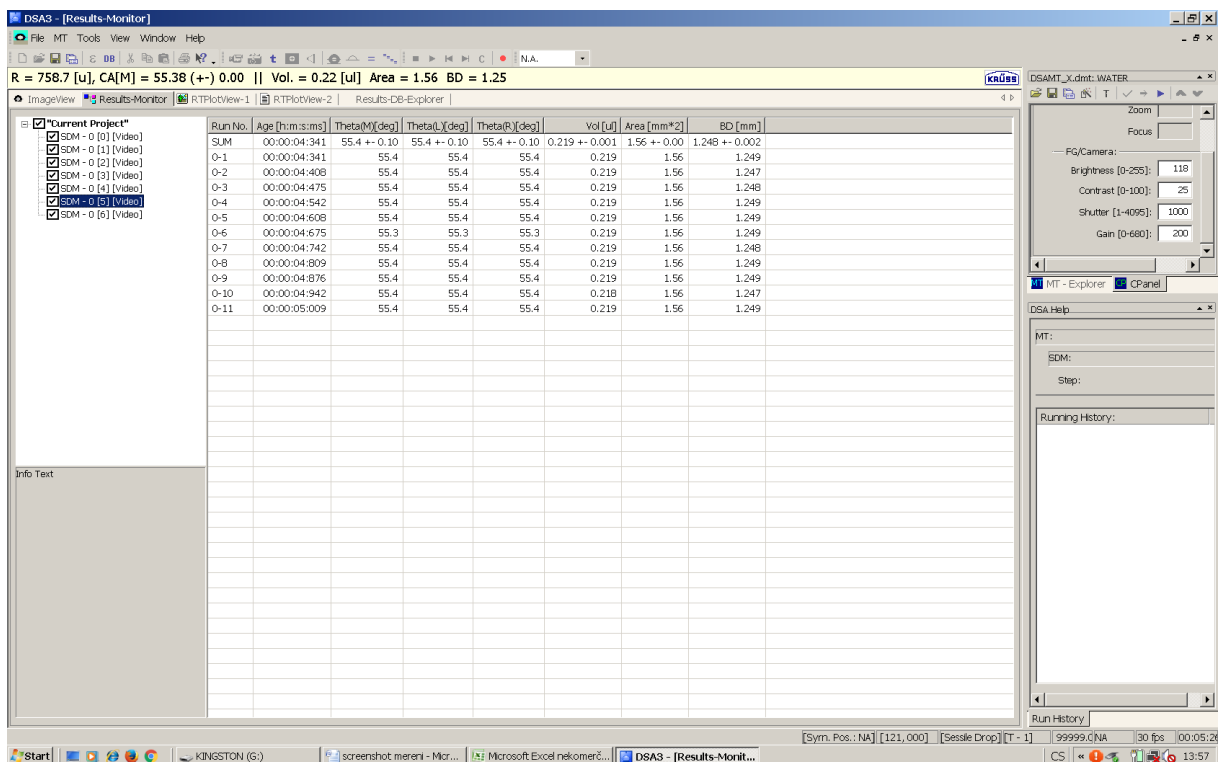 DSA3 - [Results-Monitor]
File MT Tools View Window Help
N.A.
R = 758.7 [u], CA[M] = 55.38 (+-) 0.00 || Vol. = 0.22 [ul] Area = 1.56 BD = 1.25
KRÜSS
ImageView Results-Monitor RTPlotView-1 RTPlotView-2 Results-DB-Explorer
"Current Project"
SDM - 0 [0] [Video]
SDM - 0 [1] [Video]
SDM - 0 [2] [Video]
SDM - 0 [3] [Video]
SDM - 0 [4] [Video]
SDM - 0 [5] [Video]
SDM - 0 [6] [Video]
Info Text
Run No. Age [h:m:s:ms] Theta(M)[deg] Theta(L)[deg] Theta(R)[deg] Vol [ul] Area [mm*2] BD [mm]
SUM 00:00:04:341 55.4 +- 0.10 55.4 +- 0.10 55.4 +- 0.10 0.219 +- 0.001 1.56 +- 0.00 1.248 +- 0.002
0-1 00:00:04:341 55.4 55.4 55.4 0.219 1.56 1.249
0-2 00:00:04:408 55.4 55.4 55.4 0.219 1.56 1.247
0-3 00:00:04:475 55.4 55.4 55.4 0.219 1.56 1.248
0-4 00:00:04:542 55.4 55.4 55.4 0.219 1.56 1.249
0-5 00:00:04:608 55.4 55.4 55.4 0.219 1.56 1.249
0-6 00:00:04:675 55.3 55.3 55.3 0.219 1.56 1.249
0-7 00:00:04:742 55.4 55.4 55.4 0.219 1.56 1.248
0-8 00:00:04:809 55.4 55.4 55.4 0.219 1.56 1.249
0-9 00:00:04:876 55.4 55.4 55.4 0.219 1.56 1.249
0-10 00:00:04:942 55.4 55.4 55.4 0.218 1.56 1.247
0-11 00:00:05:009 55.4 55.4 55.4 0.219 1.56 1.249
DSAMT_X.dmt: WATER
Zoom
Focus
FG/Camera:
Brightness [0-255]: 118
Contrast [0-100]: 25
Shutter [1-4095]: 1000
Gain [0-680]: 200
MT - Explorer CPanel
DSA Help
MT:
SDM:
Step:
Running History:
Run History
[Sym. Pos.: NA] [121, 000] [Sessile Drop] [T - 1] 99999.0 NA 30 fps 00:05:26
Start KINGSTON (G:) screenshot mereni - Micr... Microsoft Excel nekomerč... DSA3 - [Results-Monit... CS 13:57